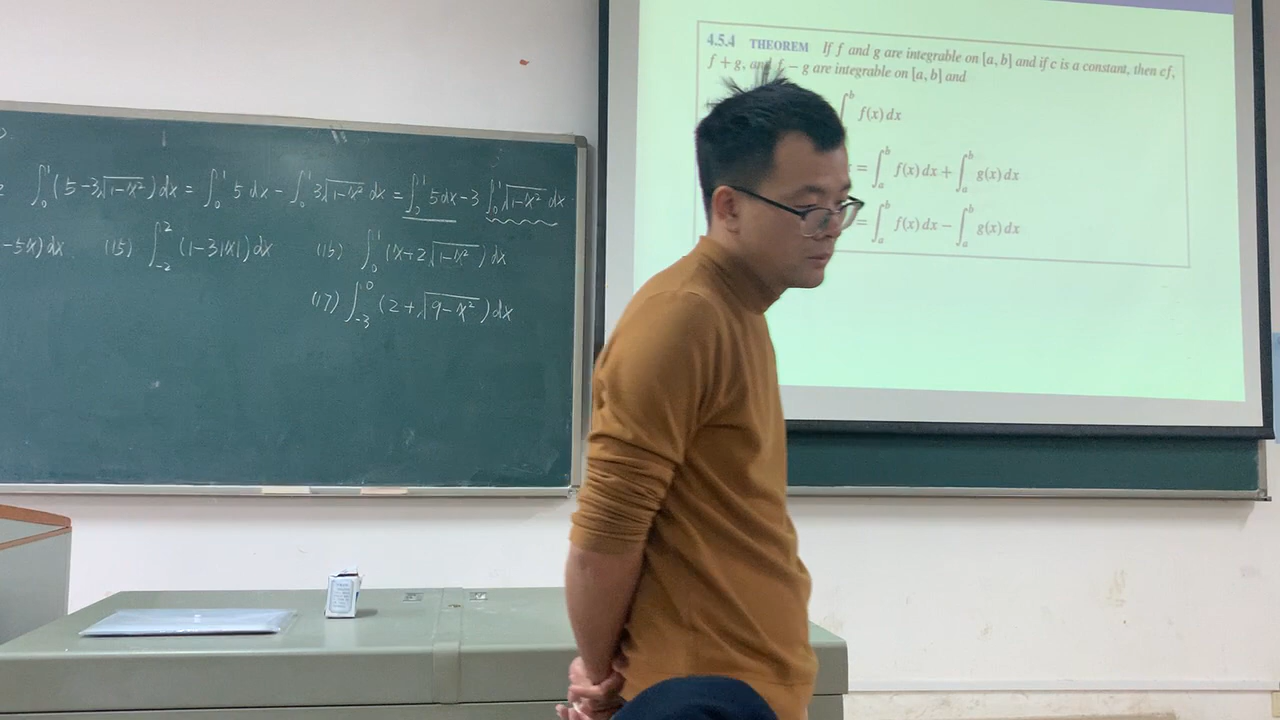 ∫₀¹ (5-3√(1-x²)) dx = ∫₀¹ 5 dx - ∫₀¹ 3√(1-x²) dx = ∫₀¹ 5 dx - 3 ∫₀¹ √(1-x²) dx
-5x) dx (15) ∫₋₂² (1-3|x|) dx (16) ∫₀¹ (x+2√(1-x²)) dx
(17) ∫₋₃⁰ (2+√(9-x²)) dx
4.5.4 THEOREM If f and g are integrable on [a, b] and if c is a constant, then cf,
f + g, and f - g are integrable on [a, b] and
∫ᵇ f(x) dx
= ∫ₐᵇ f(x) dx + ∫ₐᵇ g(x) dx
= ∫ₐᵇ f(x) dx - ∫ₐᵇ g(x) dx